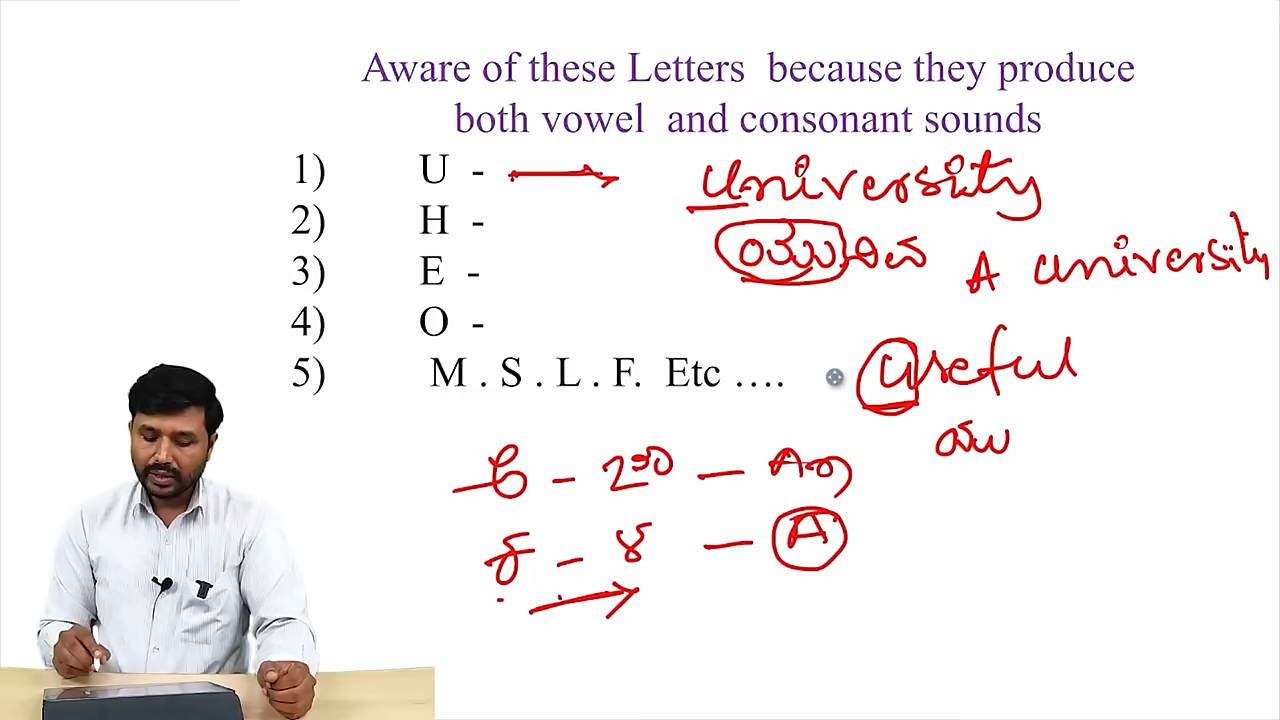 Aware of these Letters because they produce
both vowel and consonant sounds
1) U - University
2) H -
3) E -
A university
4) O -
5) M . S . L . F. Etc ....
useful
ಯು
An
A